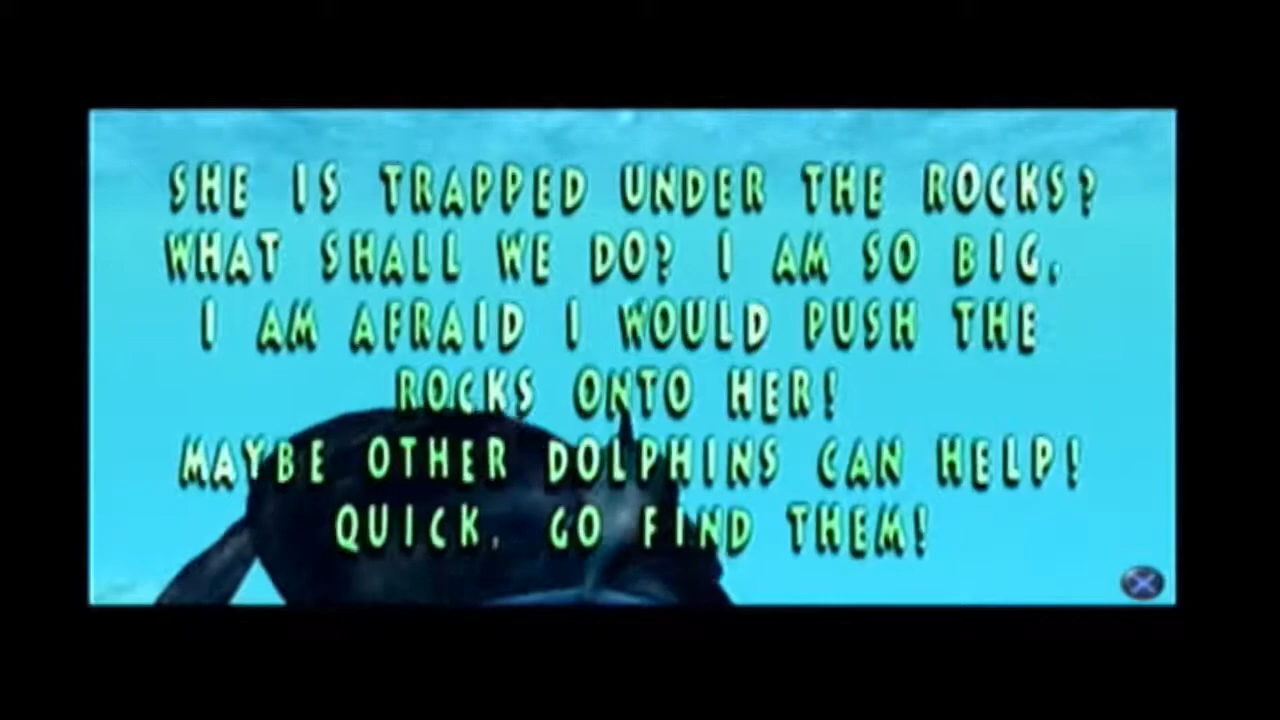 SHE IS TRAPPED UNDER THE ROCKS?
WHAT SHALL WE DO? I AM SO BIG,
I AM AFRAID I WOULD PUSH THE
ROCKS ONTO HER!
MAYBE OTHER DOLPHINS CAN HELP!
QUICK, GO FIND THEM!